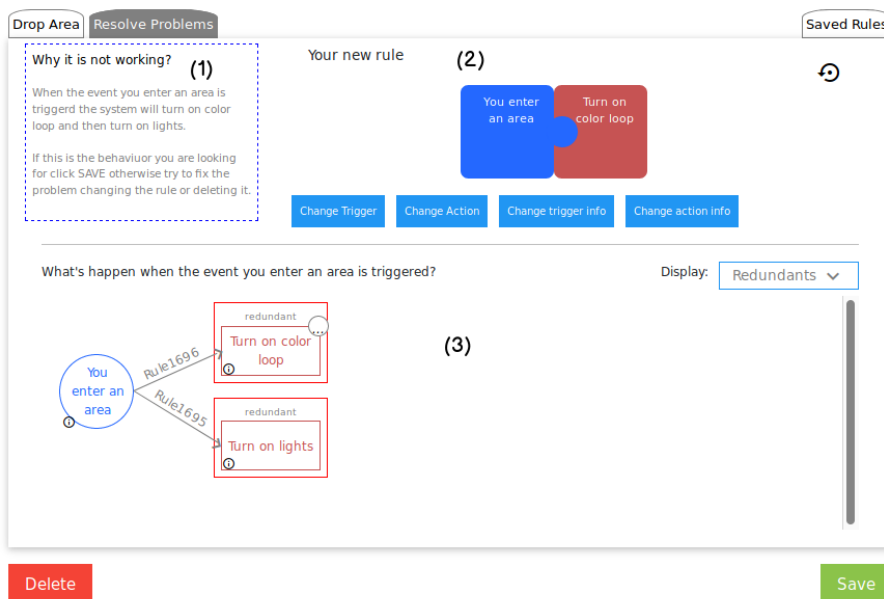 Drop Area
Resolve Problems
Saved Rules
Why it is not working?
(1)
When the event you enter an area is
triggerd the system will turn on color
loop and then turn on lights.
If this is the behaviuor you are looking
for click SAVE otherwise try to fix the
problem changing the rule or deleting it.
Your new rule
(2)
You enter
an area
Turn on
color loop
Change Trigger
Change Action
Change trigger info
Change action info
What's happen when the event you enter an area is triggered?
Display:
Redundants
(3)
You
enter an
area
Rule1696
Rule1695
redundant
Turn on color
loop
...
redundant
Turn on lights
Delete
Save